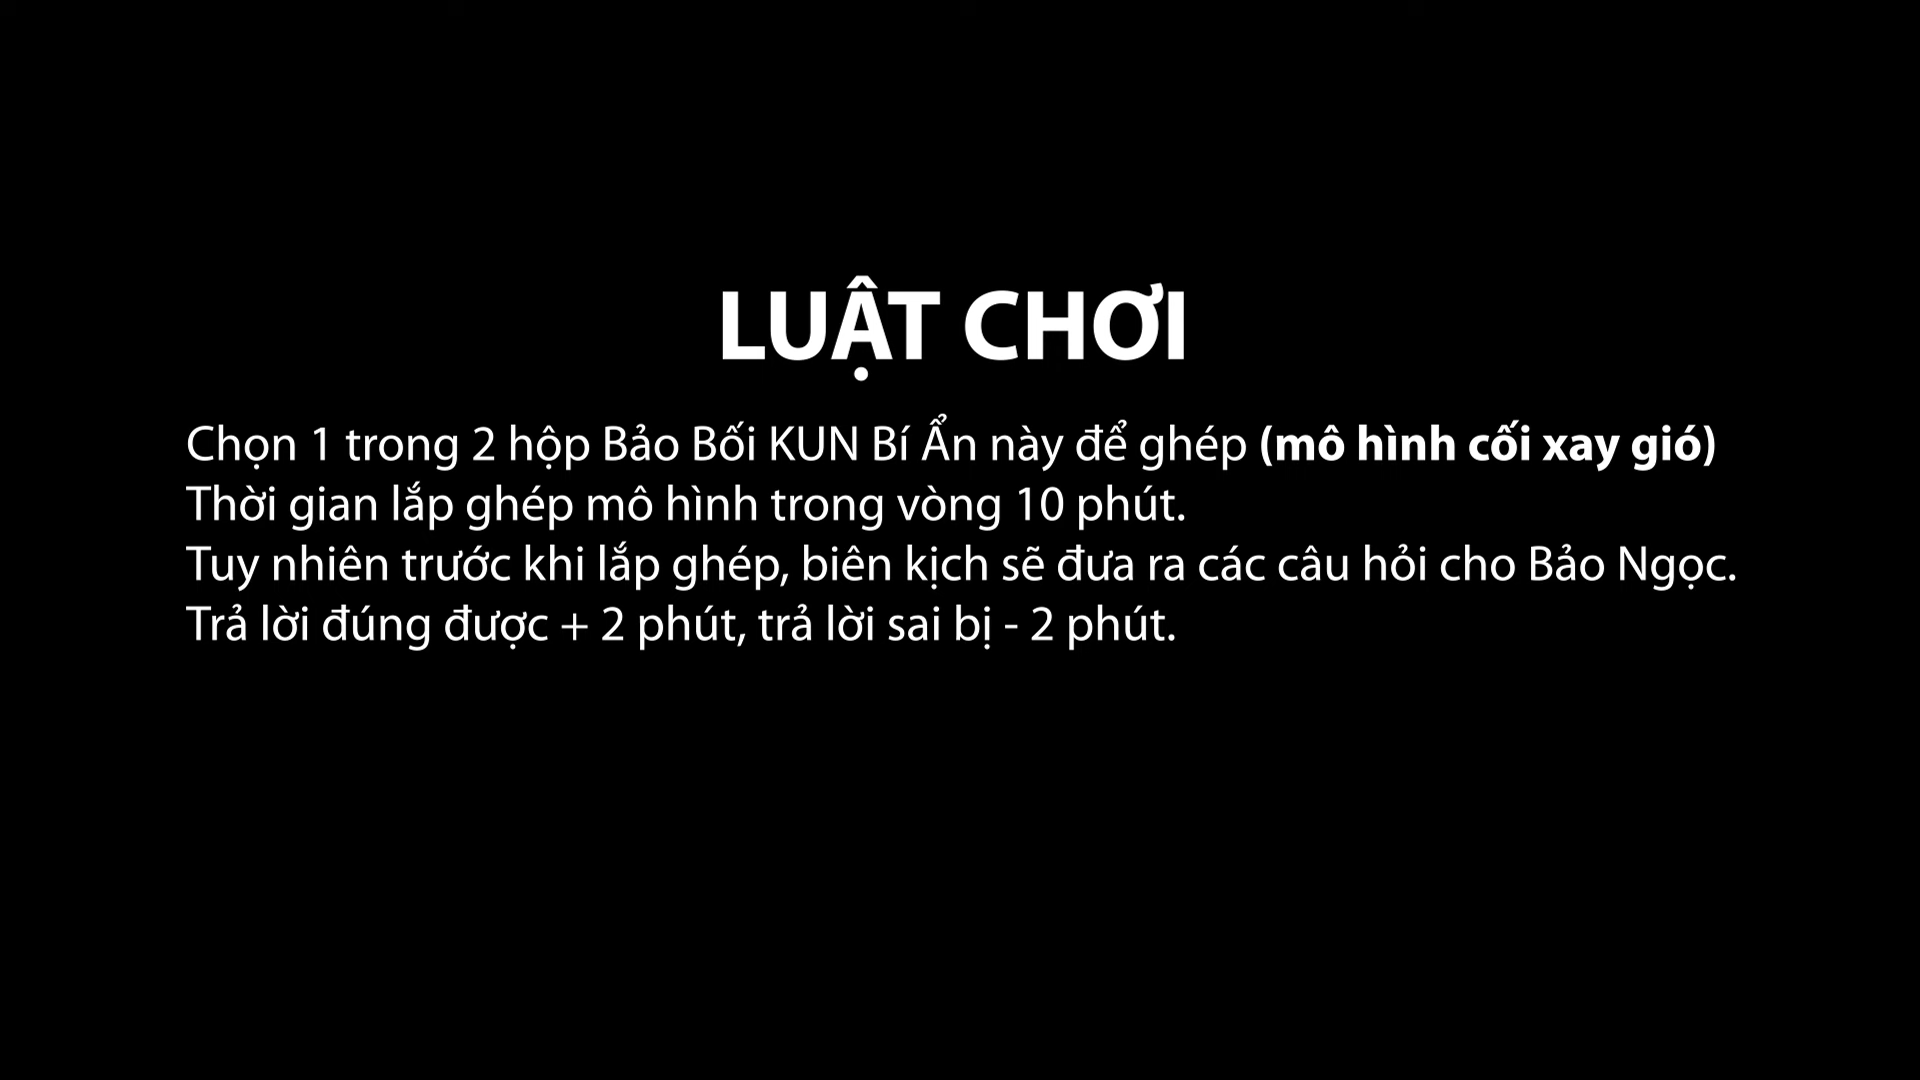 LUẬT CHƠI
Chọn 1 trong 2 hộp Bảo Bối KUN Bí Ẩn này để ghép (mô hình cối xay gió)
Thời gian lắp ghép mô hình trong vòng 10 phút.
Tuy nhiên trước khi lắp ghép, biên kịch sẽ đưa ra các câu hỏi cho Bảo Ngọc.
Trả lời đúng được + 2 phút, trả lời sai bị - 2 phút.